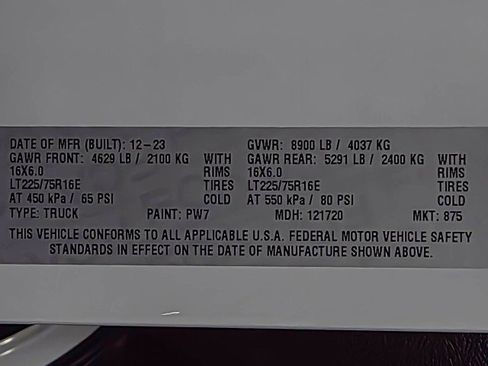 DATE OF MFR (BUILT): 12-23 GVWR: 8900 LB / 4037 KG
GAWR FRONT: 4629 LB / 2100 KG WITH GAWR REAR: 5291 LB / 2400 KG WITH
16X6.0 RIMS 16X6.0 RIMS
LT225/75R16E TIRES LT225/75R16E TIRES
AT 450 kPa / 65 PSI COLD AT 550 kPa / 80 PSI COLD
TYPE: TRUCK PAINT: PW7 MDH: 121720 MKT: 875
THIS VEHICLE CONFORMS TO ALL APPLICABLE U.S.A. FEDERAL MOTOR VEHICLE SAFETY
STANDARDS IN EFFECT ON THE DATE OF MANUFACTURE SHOWN ABOVE.